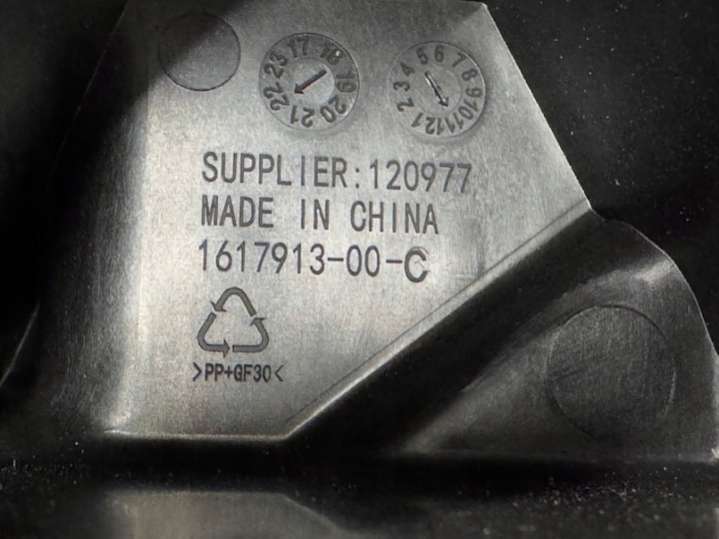 17 18 19 20 21 22 23
1 2 3 4 5 6 7 8 9 10 11 12
SUPPLIER:120977
MADE IN CHINA
1617913-00-C
>PP+GF30<